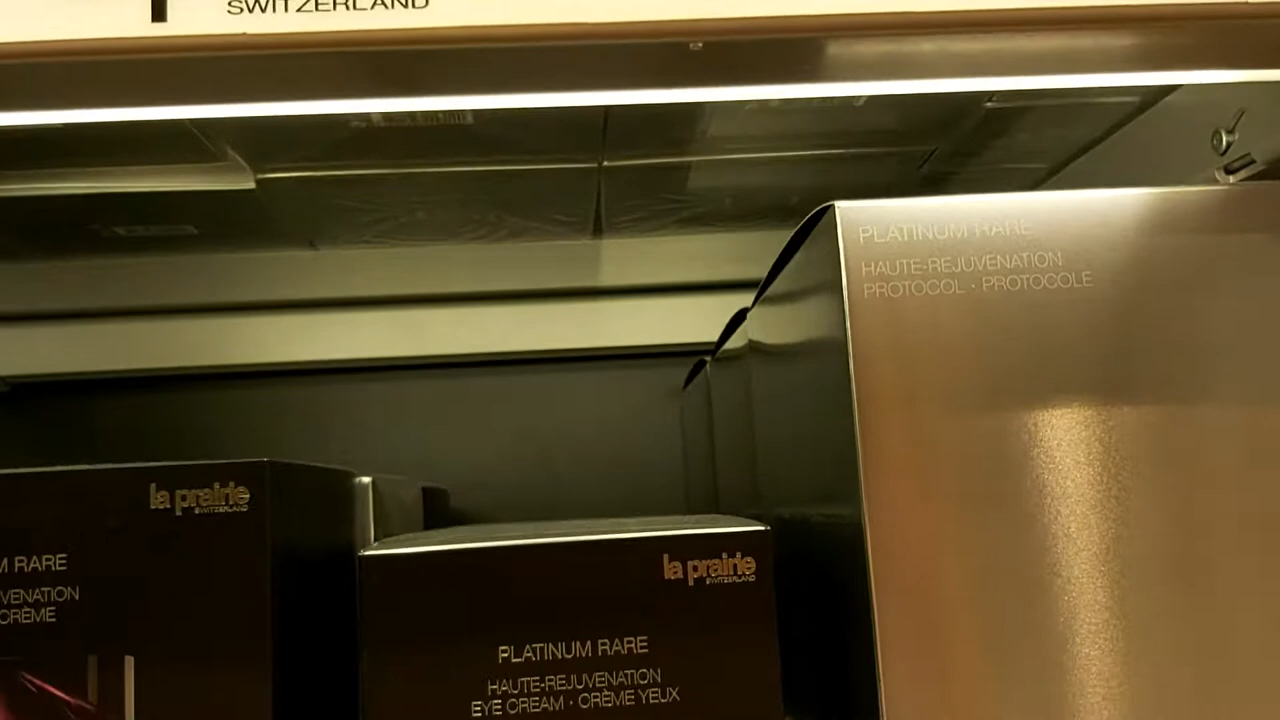 SWITZERLAND
PLATINUM RARE
HAUTE-REJUVENATION
PROTOCOL · PROTOCOLE
la prairie
SWITZERLAND
M RARE
VENATION
CRÈME
la prairie
SWITZERLAND
PLATINUM RARE
HAUTE-REJUVENATION
EYE CREAM · CRÈME YEUX